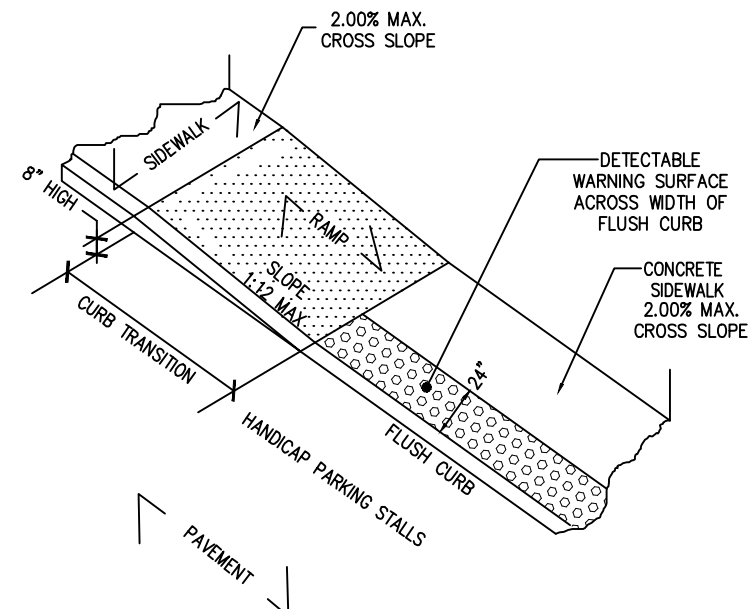 2.00% MAX.
CROSS SLOPE
SIDEWALK
8" HIGH
RAMP
SLOPE
1:12 MAX
CURB TRANSITION
DETECTABLE
WARNING SURFACE
ACROSS WIDTH OF
FLUSH CURB
CONCRETE
SIDEWALK
2.00% MAX.
CROSS SLOPE
24"
FLUSH CURB
HANDICAP PARKING STALLS
PAVEMENT